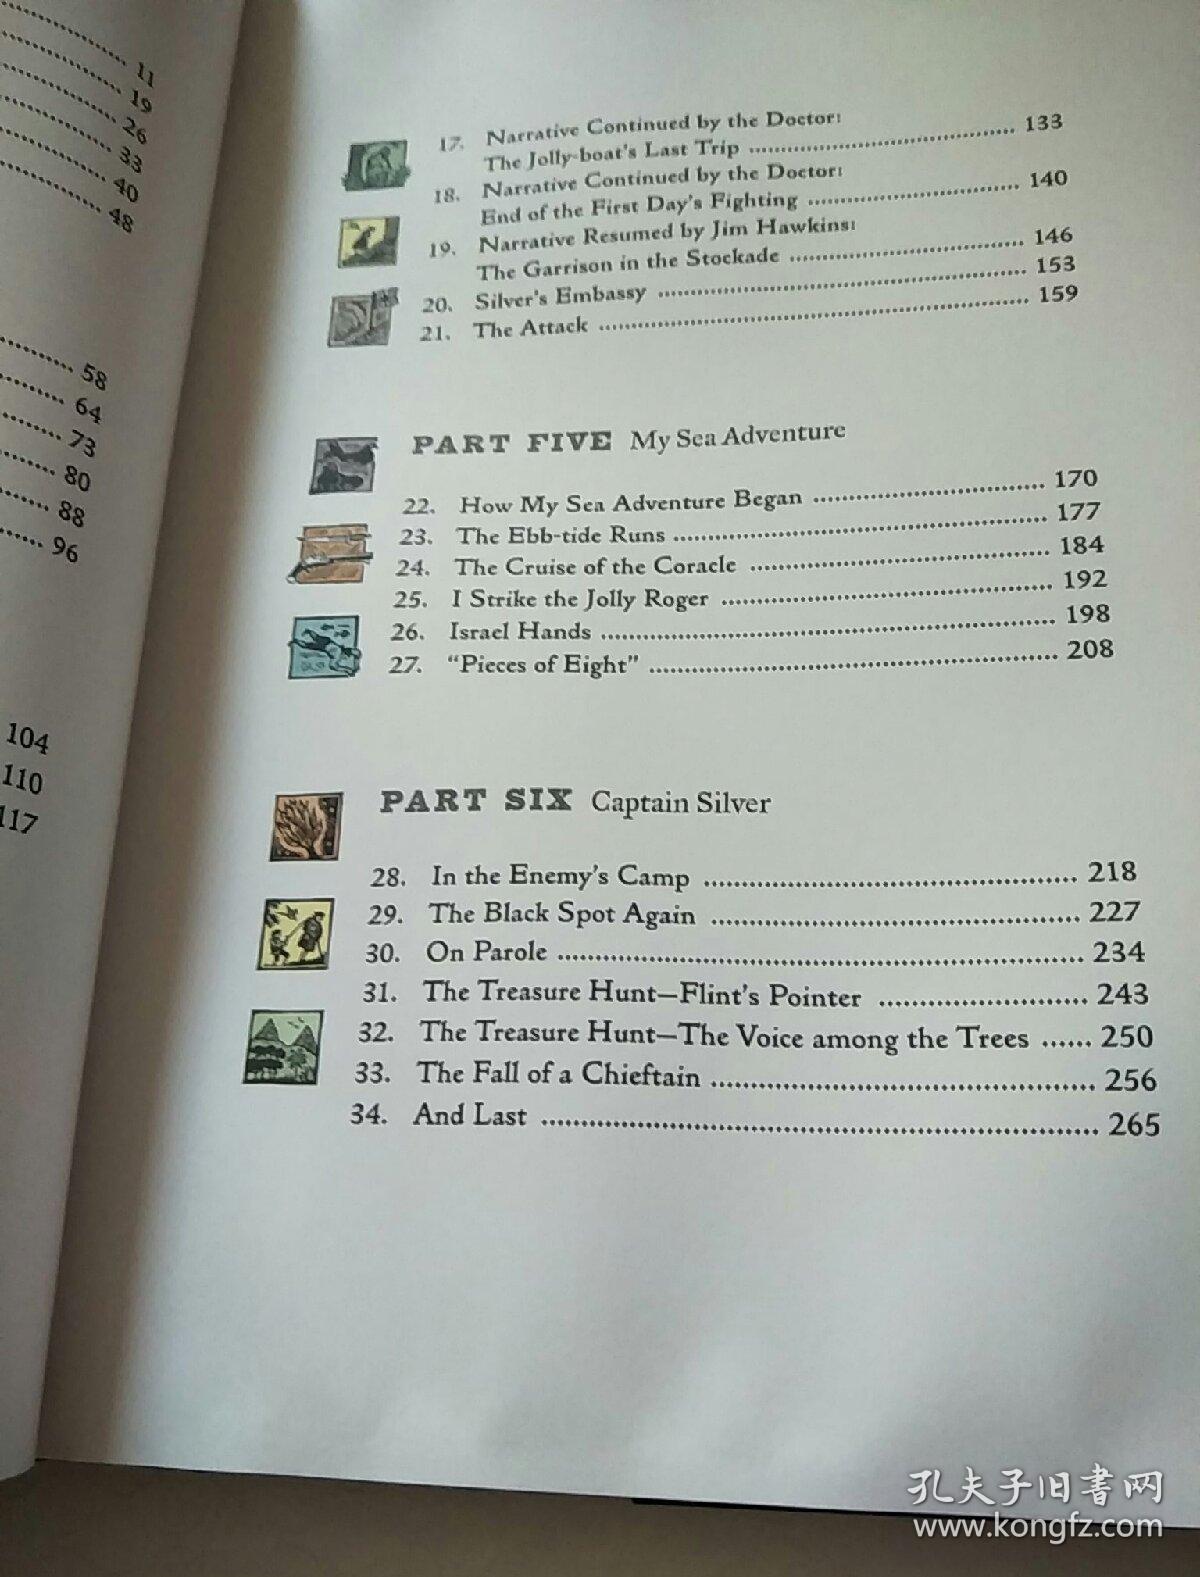 11
19
26
33
40
48
58
64
73
80
88
96
104
110
117
17. Narrative Continued by the Doctor:
The Jolly-boat's Last Trip 133
18. Narrative Continued by the Doctor:
End of the First Day's Fighting 140
19. Narrative Resumed by Jim Hawkins:
The Garrison in the Stockade 146
20. Silver's Embassy 153
21. The Attack 159
PART FIVE My Sea Adventure
22. How My Sea Adventure Began 170
23. The Ebb-tide Runs 177
24. The Cruise of the Coracle 184
25. I Strike the Jolly Roger 192
26. Israel Hands 198
27. “Pieces of Eight” 208
PART SIX Captain Silver
28. In the Enemy's Camp 218
29. The Black Spot Again 227
30. On Parole 234
31. The Treasure Hunt—Flint's Pointer 243
32. The Treasure Hunt—The Voice among the Trees 250
33. The Fall of a Chieftain 256
34. And Last 265
孔夫子旧书网
www.kongfz.com